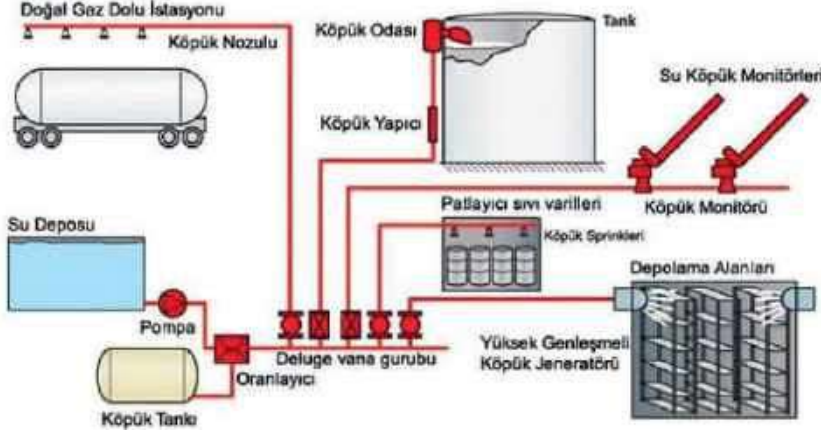 Doğal Gaz Dolu İstasyonu
Köpük Nozulu
Köpük Odası
Tank
Su Köpük Monitörleri
Köpük Yapıcı
Patlayıcı sıvı varilleri
Köpük Monitörü
Su Deposu
Köpük Sprinkleri
Depolama Alanları
Pompa
Deluge vana gurubu
Yüksek Genleşmeli
Köpük Jeneratörü
Oranlayıcı
Köpük Tankı